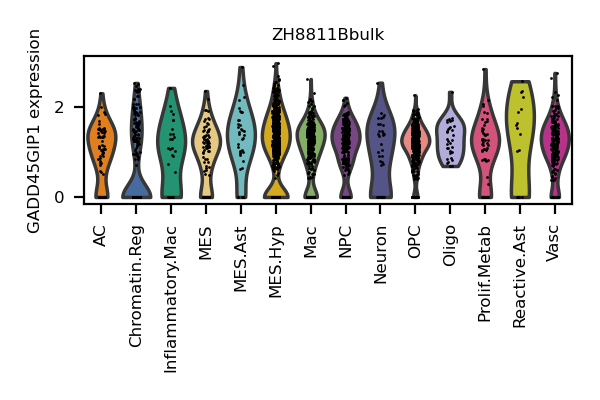 ZH8811Bbulk
GADD45GIP1 expression
2
0
AC
Chromatin.Reg
Inflammatory.Mac
MES
MES.Ast
MES.Hyp
Mac
NPC
Neuron
OPC
Oligo
Prolif.Metab
Reactive.Ast
Vasc